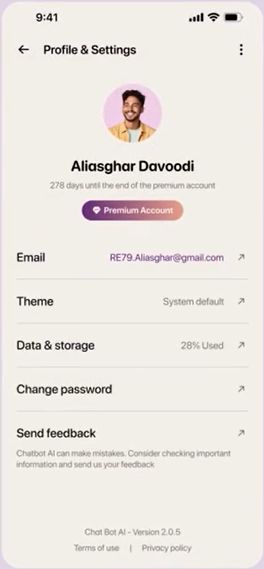 9:41
Profile & Settings
Aliasghar Davoodi
278 days until the end of the premium account
Premium Account
Email RE79.Aliasghar@gmail.com
Theme System default
Data & storage 28% Used
Change password
Send feedback
Chatbot AI can make mistakes. Consider checking important
information and send us your feedback
Chat Bot AI - Version 2.0.5
Terms of use | Privacy policy